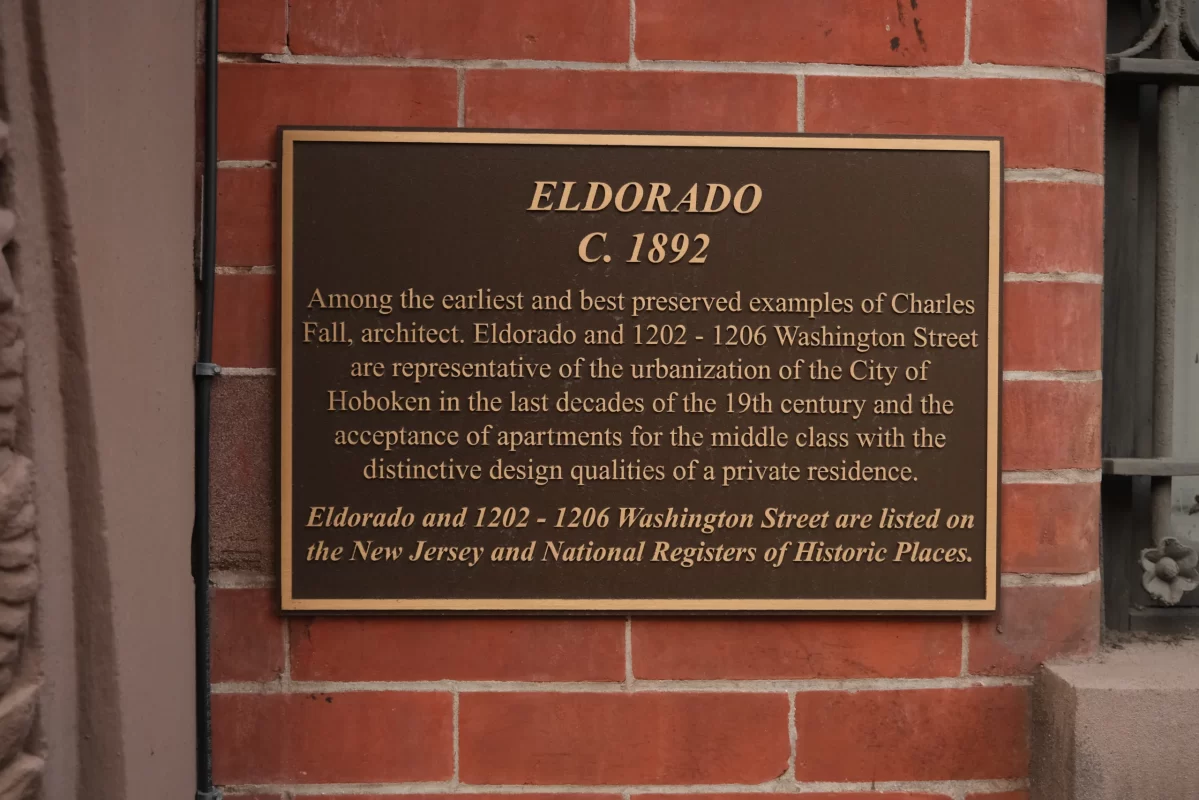 ELDORADO
C. 1892
Among the earliest and best preserved examples of Charles
Fall, architect. Eldorado and 1202 - 1206 Washington Street
are representative of the urbanization of the City of
Hoboken in the last decades of the 19th century and the
acceptance of apartments for the middle class with the
distinctive design qualities of a private residence.
Eldorado and 1202 - 1206 Washington Street are listed on
the New Jersey and National Registers of Historic Places.